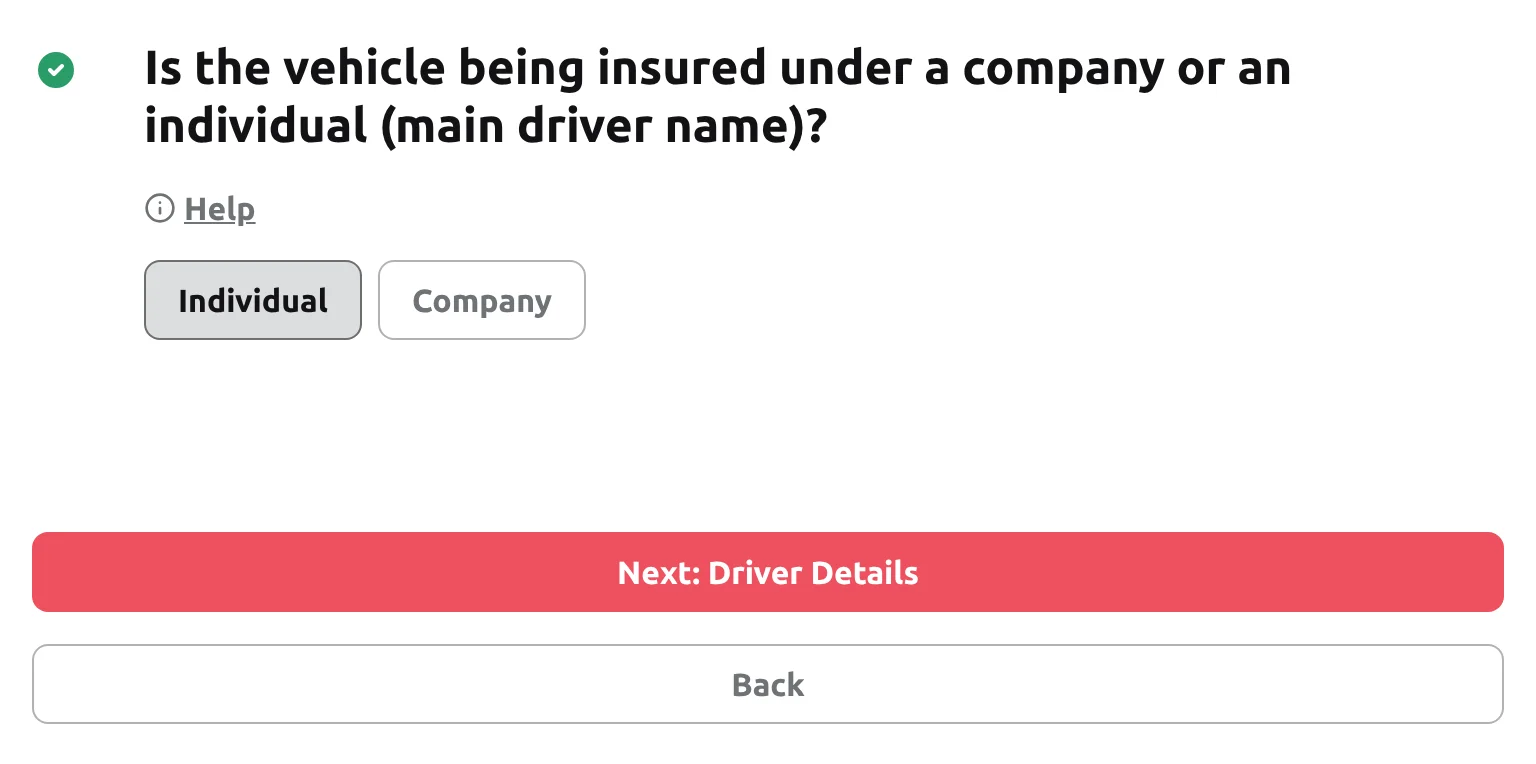 Is the vehicle being insured under a company or an
individual (main driver name)?
Help
Individual
Company
Next: Driver Details
Back